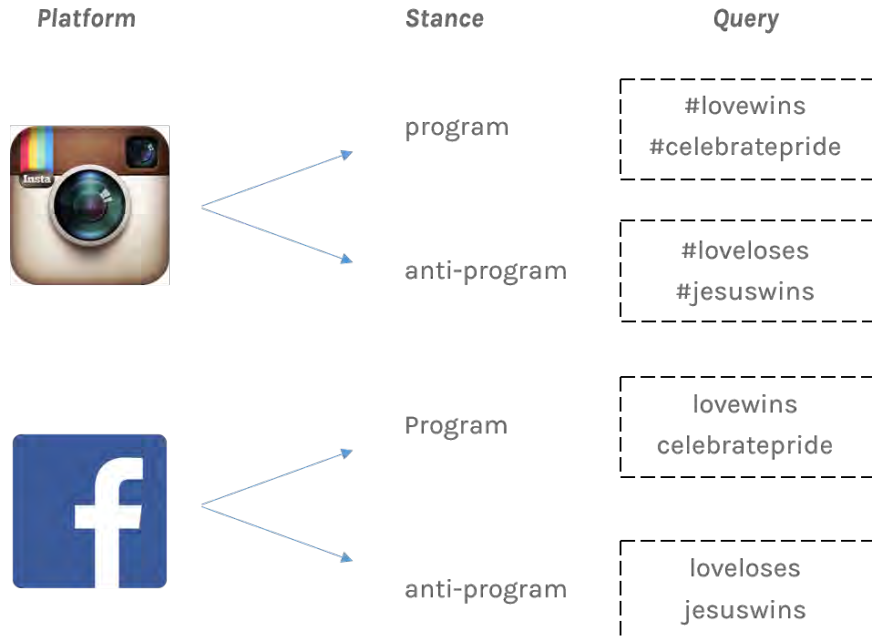 Platform Stance Query
Insta
program
#lovewins
#celebratepride
anti-program
#loveloses
#jesuswins
f
Program
lovewins
celebratepride
anti-program
loveloses
jesuswins